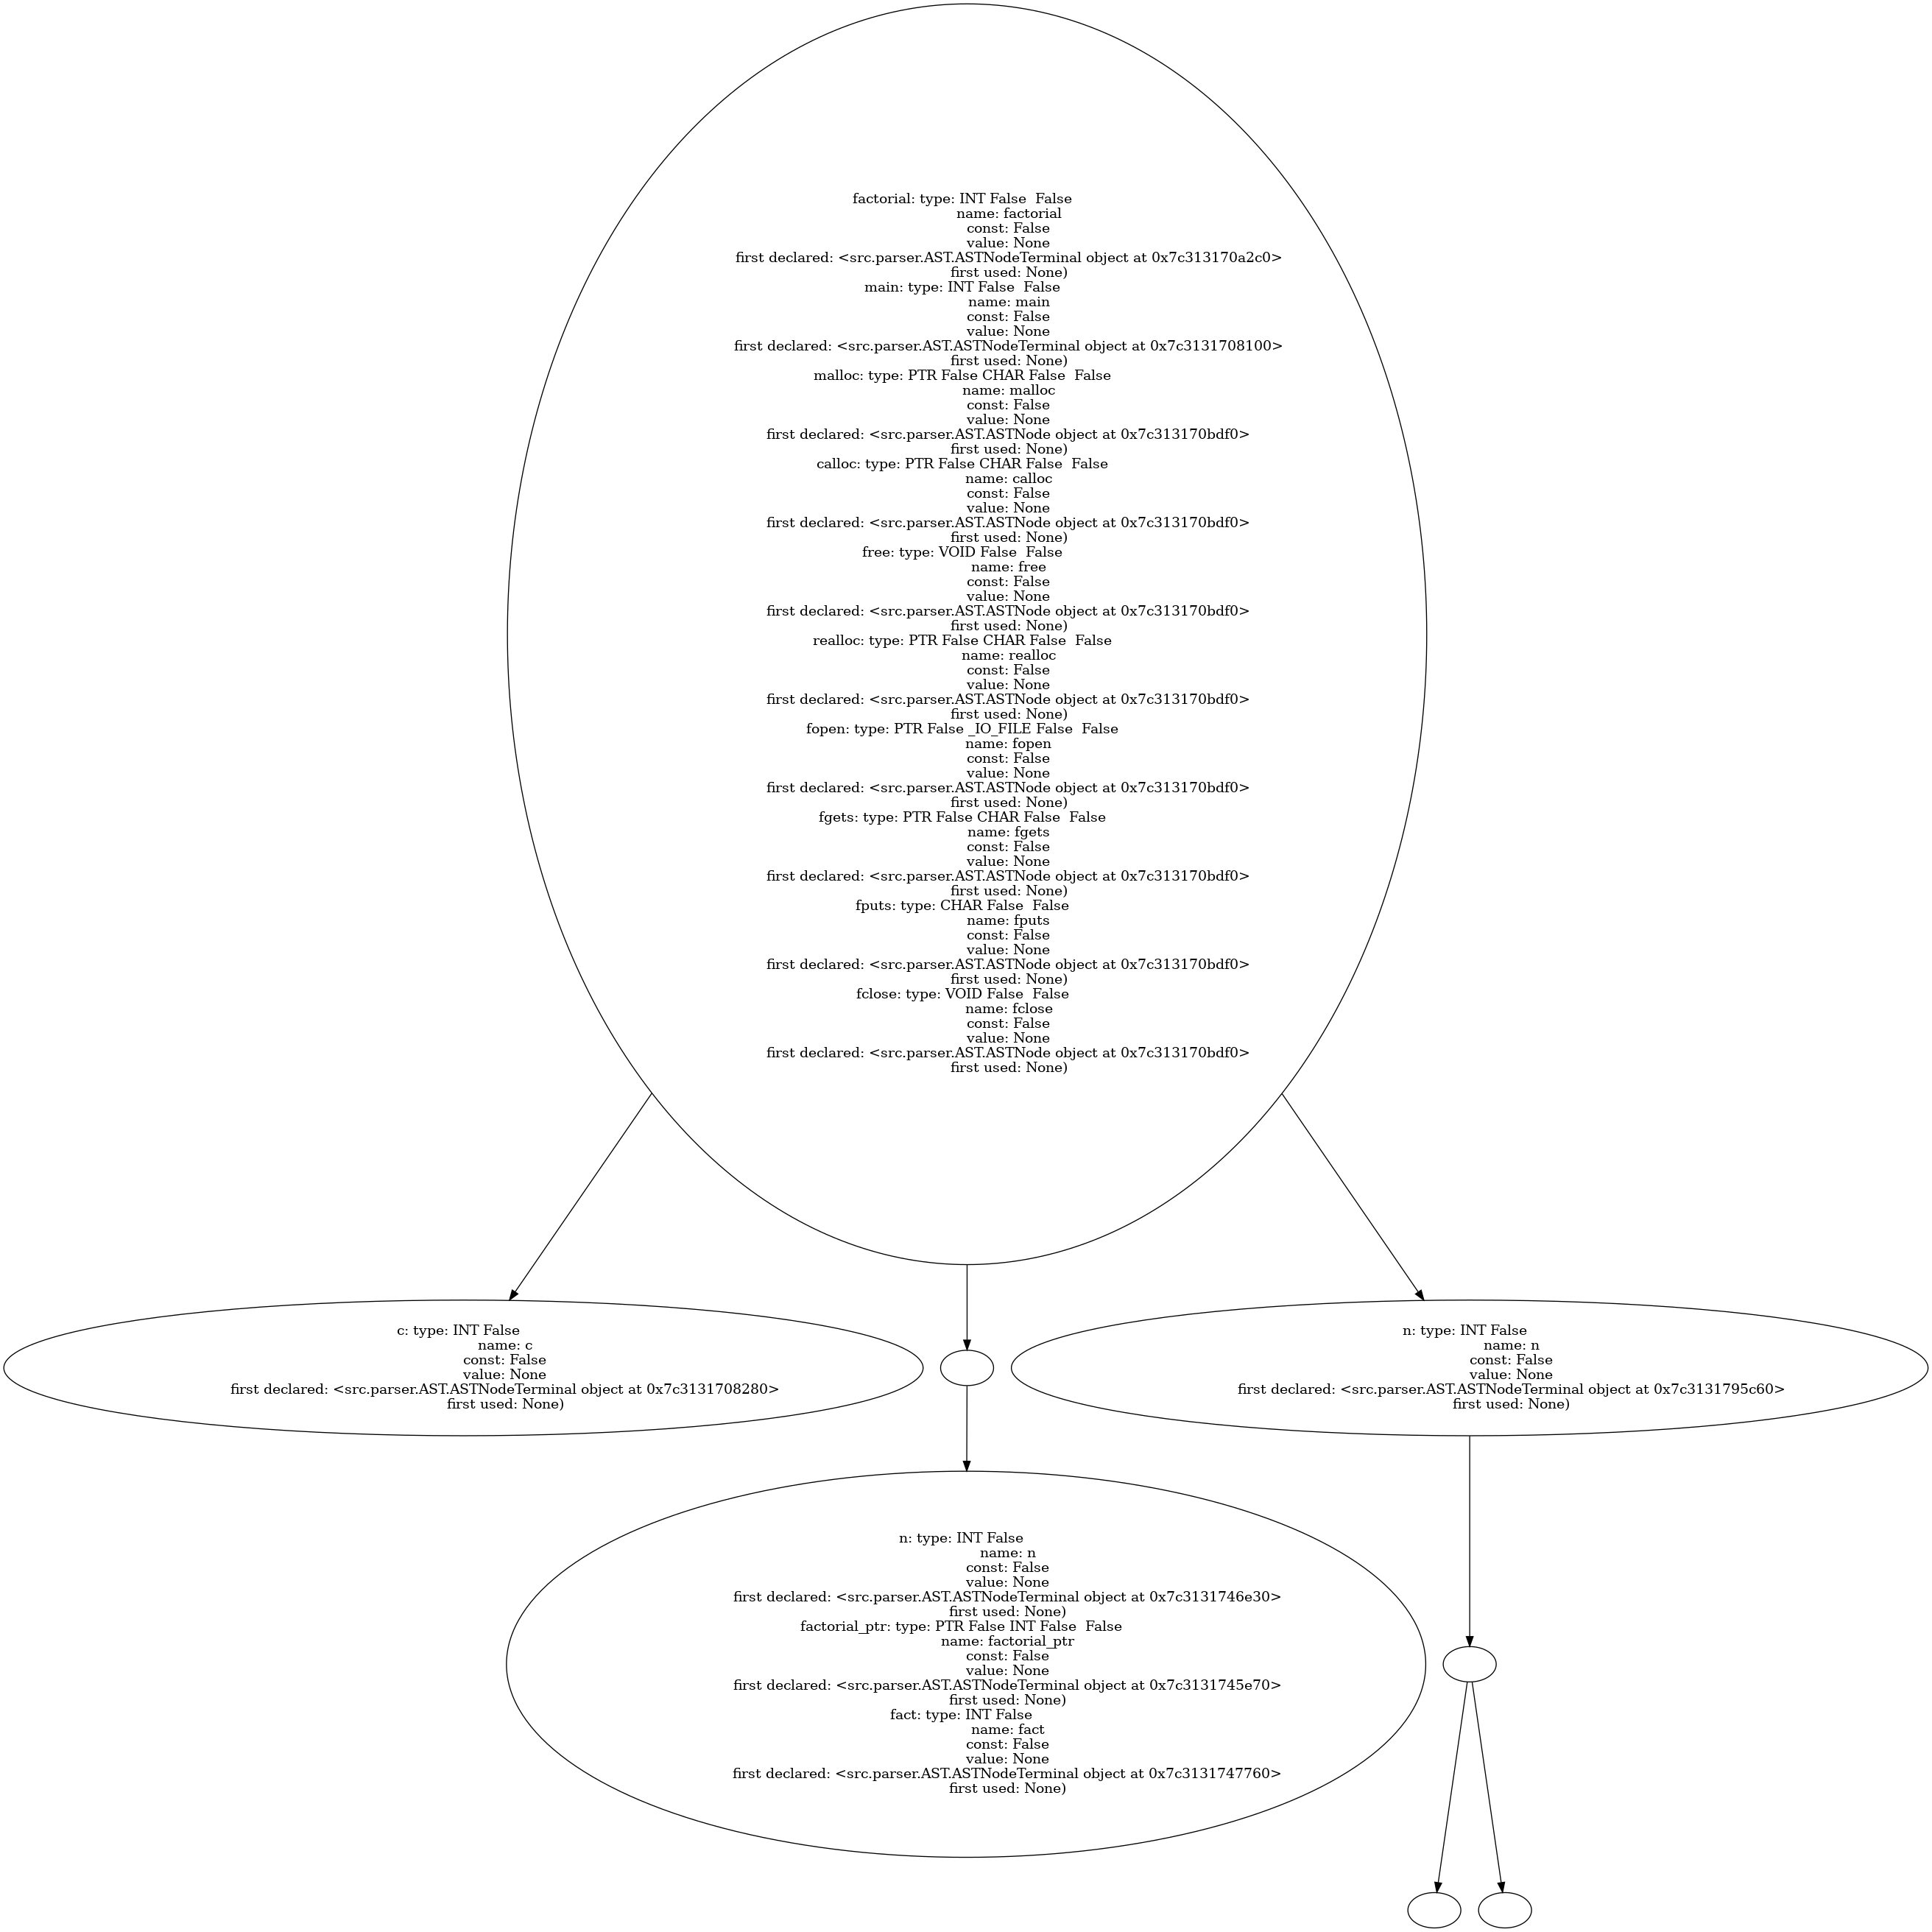 factorial: type: INT False  False
name: factorial
const: False
value: None
first declared: <src.parser.AST.ASTNodeTerminal object at 0x7c313170a2c0>
first used: None)
main: type: INT False  False
name: main
const: False
value: None
first declared: <src.parser.AST.ASTNodeTerminal object at 0x7c3131708100>
first used: None)
malloc: type: PTR False CHAR False  False
name: malloc
const: False
value: None
first declared: <src.parser.AST.ASTNode object at 0x7c313170bdf0>
first used: None)
calloc: type: PTR False CHAR False  False
name: calloc
const: False
value: None
first declared: <src.parser.AST.ASTNode object at 0x7c313170bdf0>
first used: None)
free: type: VOID False  False
name: free
const: False
value: None
first declared: <src.parser.AST.ASTNode object at 0x7c313170bdf0>
first used: None)
realloc: type: PTR False CHAR False  False
name: realloc
const: False
value: None
first declared: <src.parser.AST.ASTNode object at 0x7c313170bdf0>
first used: None)
fopen: type: PTR False _IO_FILE False  False
name: fopen
const: False
value: None
first declared: <src.parser.AST.ASTNode object at 0x7c313170bdf0>
first used: None)
fgets: type: PTR False CHAR False  False
name: fgets
const: False
value: None
first declared: <src.parser.AST.ASTNode object at 0x7c313170bdf0>
first used: None)
fputs: type: CHAR False  False
name: fputs
const: False
value: None
first declared: <src.parser.AST.ASTNode object at 0x7c313170bdf0>
first used: None)
fclose: type: VOID False  False
name: fclose
const: False
value: None
first declared: <src.parser.AST.ASTNode object at 0x7c313170bdf0>
first used: None)
c: type: INT False
name: c
const: False
value: None
first declared: <src.parser.AST.ASTNodeTerminal object at 0x7c3131708280>
first used: None)
n: type: INT False
name: n
const: False
value: None
first declared: <src.parser.AST.ASTNodeTerminal object at 0x7c3131795c60>
first used: None)
n: type: INT False
name: n
const: False
value: None
first declared: <src.parser.AST.ASTNodeTerminal object at 0x7c3131746e30>
first used: None)
factorial_ptr: type: PTR False INT False  False
name: factorial_ptr
const: False
value: None
first declared: <src.parser.AST.ASTNodeTerminal object at 0x7c3131745e70>
first used: None)
fact: type: INT False
name: fact
const: False
value: None
first declared: <src.parser.AST.ASTNodeTerminal object at 0x7c3131747760>
first used: None)